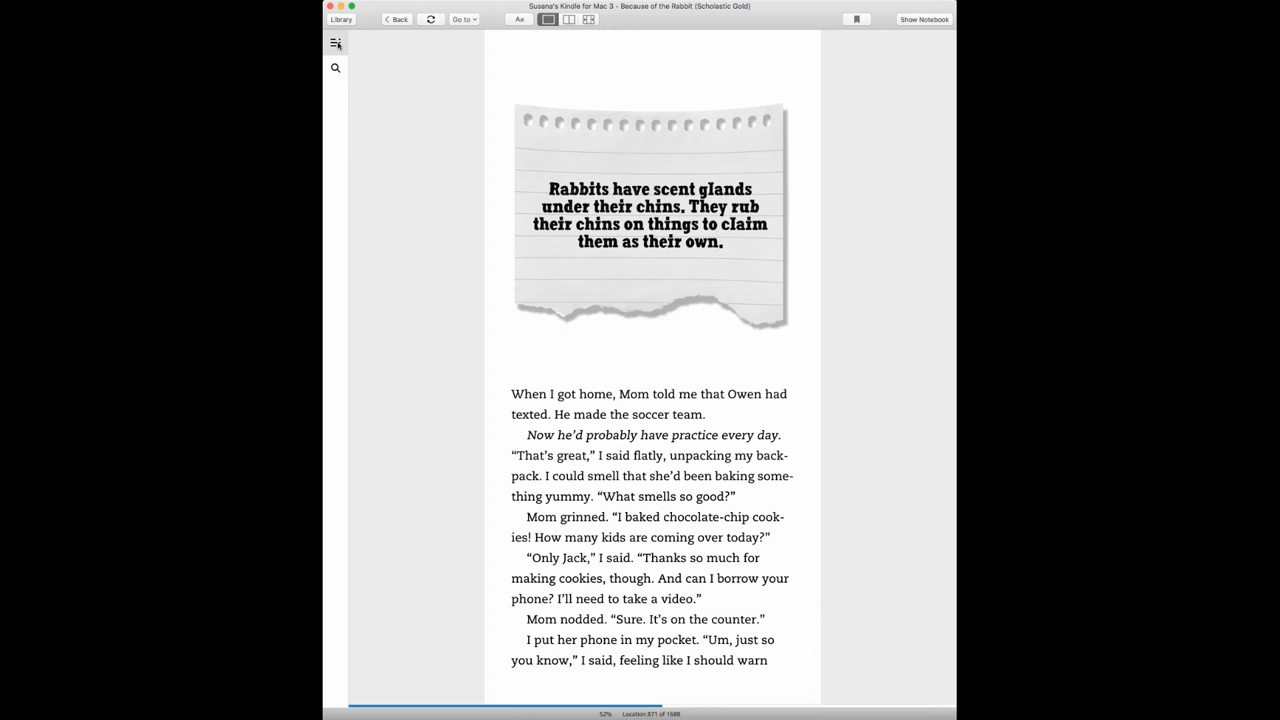 Susana's Kindle for Mac 3 - Because of the Rabbit (Scholastic Gold)
Library
Back
Go to
Aa
Show Notebook
Rabbits have scent glands
under their chins. They rub
their chins on things to claim
them as their own.
When I got home, Mom told me that Owen had
texted. He made the soccer team.
Now he’d probably have practice every day.
“That’s great,” I said flatly, unpacking my back-
pack. I could smell that she’d been baking some-
thing yummy. “What smells so good?”
Mom grinned. “I baked chocolate-chip cook-
ies! How many kids are coming over today?”
“Only Jack,” I said. “Thanks so much for
making cookies, though. And can I borrow your
phone? I’ll need to take a video.”
Mom nodded. “Sure. It’s on the counter.”
I put her phone in my pocket. “Um, just so
you know,” I said, feeling like I should warn
52% Location 871 of 1688